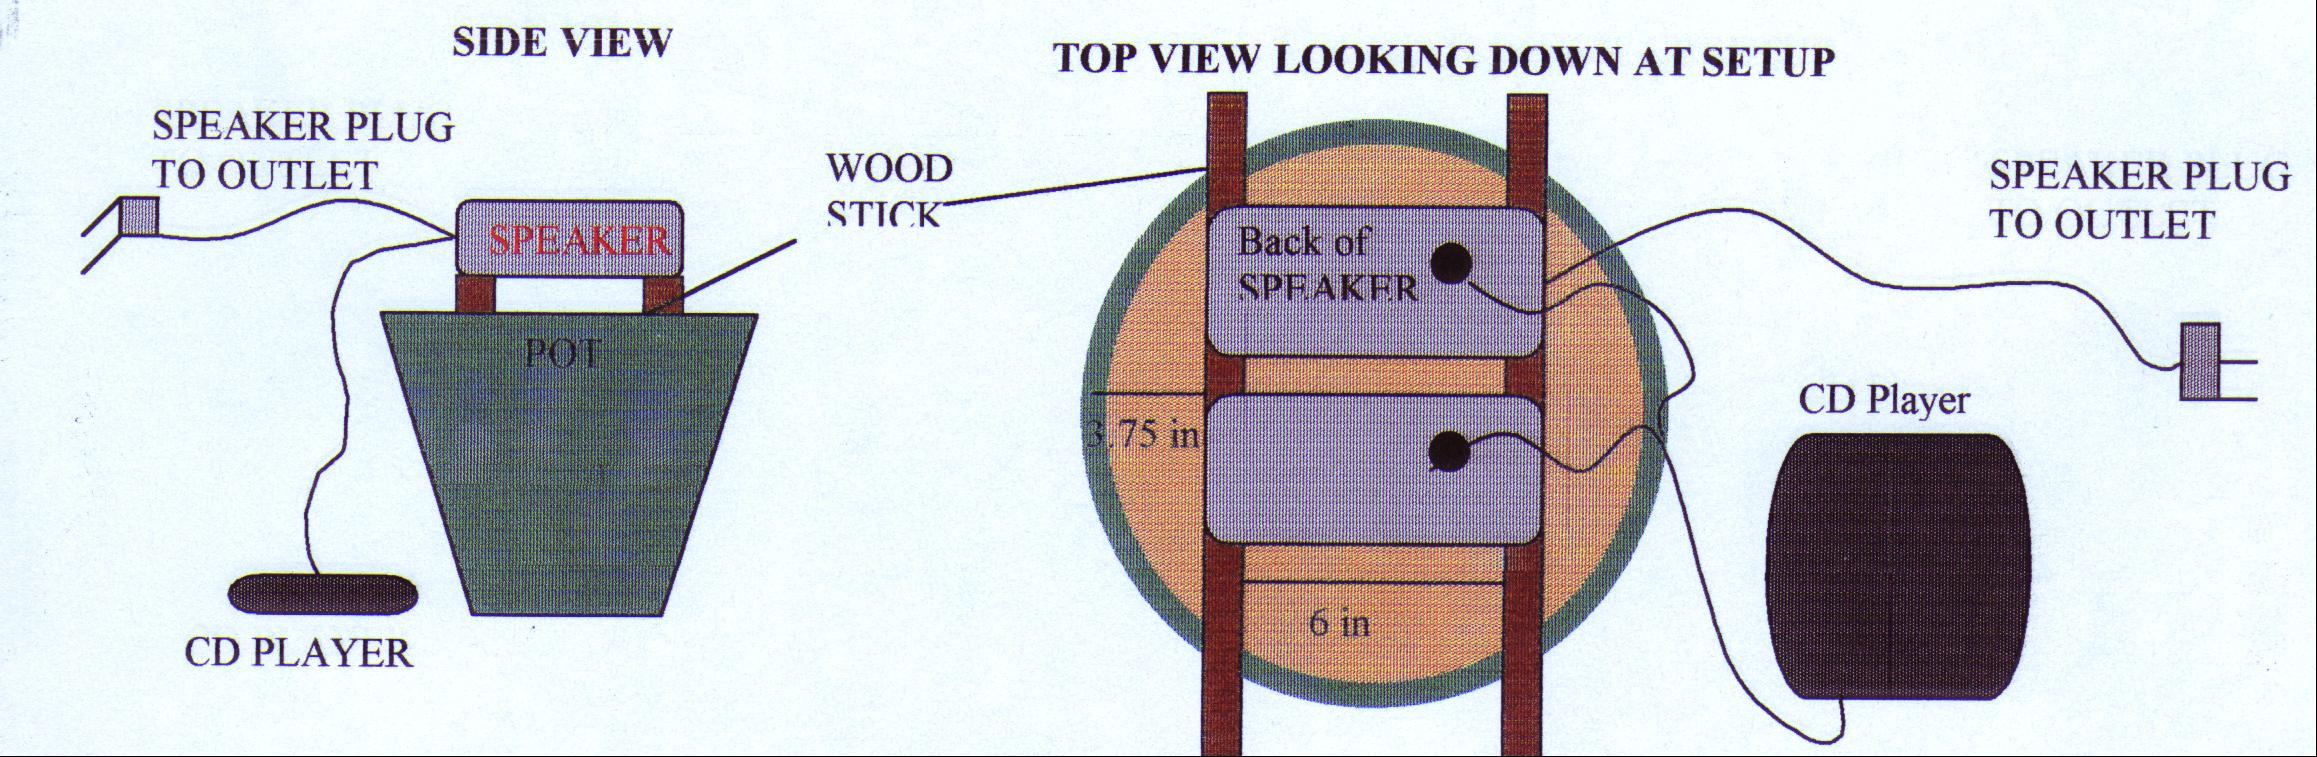 SIDE VIEW
SPEAKER PLUG
TO OUTLET
SPEAKER
POT
CD PLAYER
WOOD
STICK
TOP VIEW LOOKING DOWN AT SETUP
Back of
SPEAKER
3.75 in
6 in
SPEAKER PLUG
TO OUTLET
CD Player